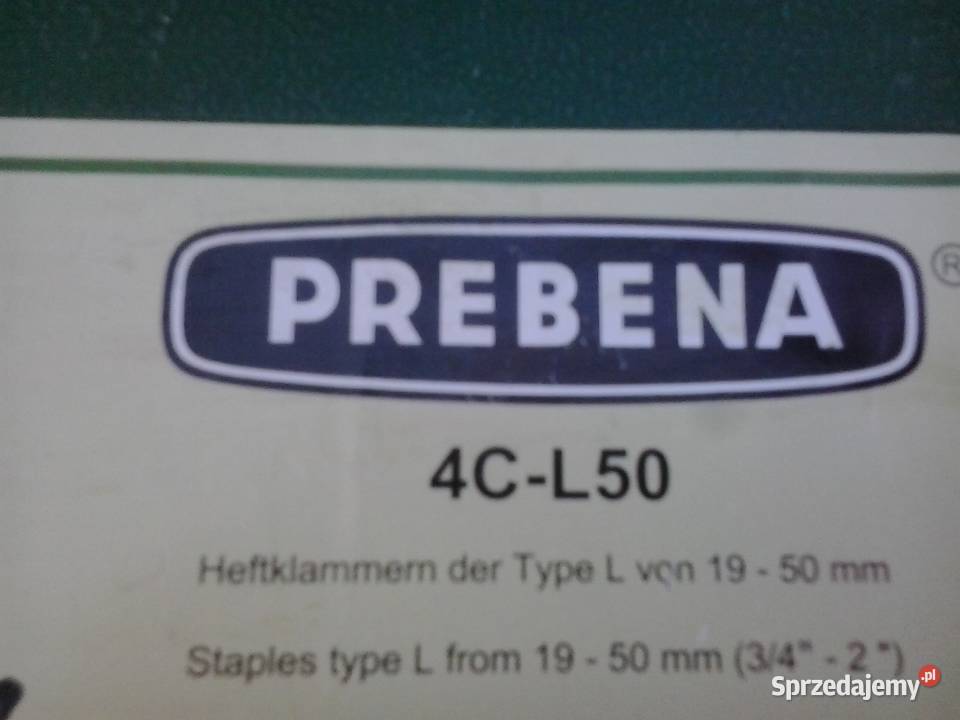 PREBENA ®
4C-L50
Heftklammern der Type L von 19 - 50 mm
Staples type L from 19 - 50 mm (3/4" - 2 ")
Sprzedajemy.pl